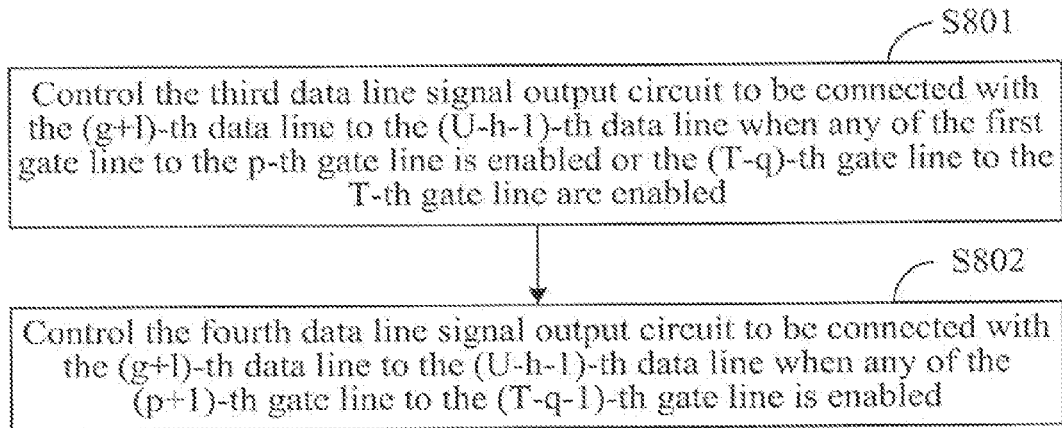 S801
Control the third data line signal output circuit to be connected with
the (g+l)-th data line to the (U-h-1)-th data line when any of the first
gate line to the p-th gate line is enabled or the (T-q)-th gate line to the
T-th gate line are enabled
S802
Control the fourth data line signal output circuit to be connected with
the (g+l)-th data line to the (U-h-1)-th data line when any of the
(p+1)-th gate line to the (T-q-1)-th gate line is enabled